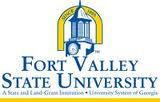 FORT VALLEY
STATE UNIVERSITY
A State and Land-Grant Institution • University System of Georgia